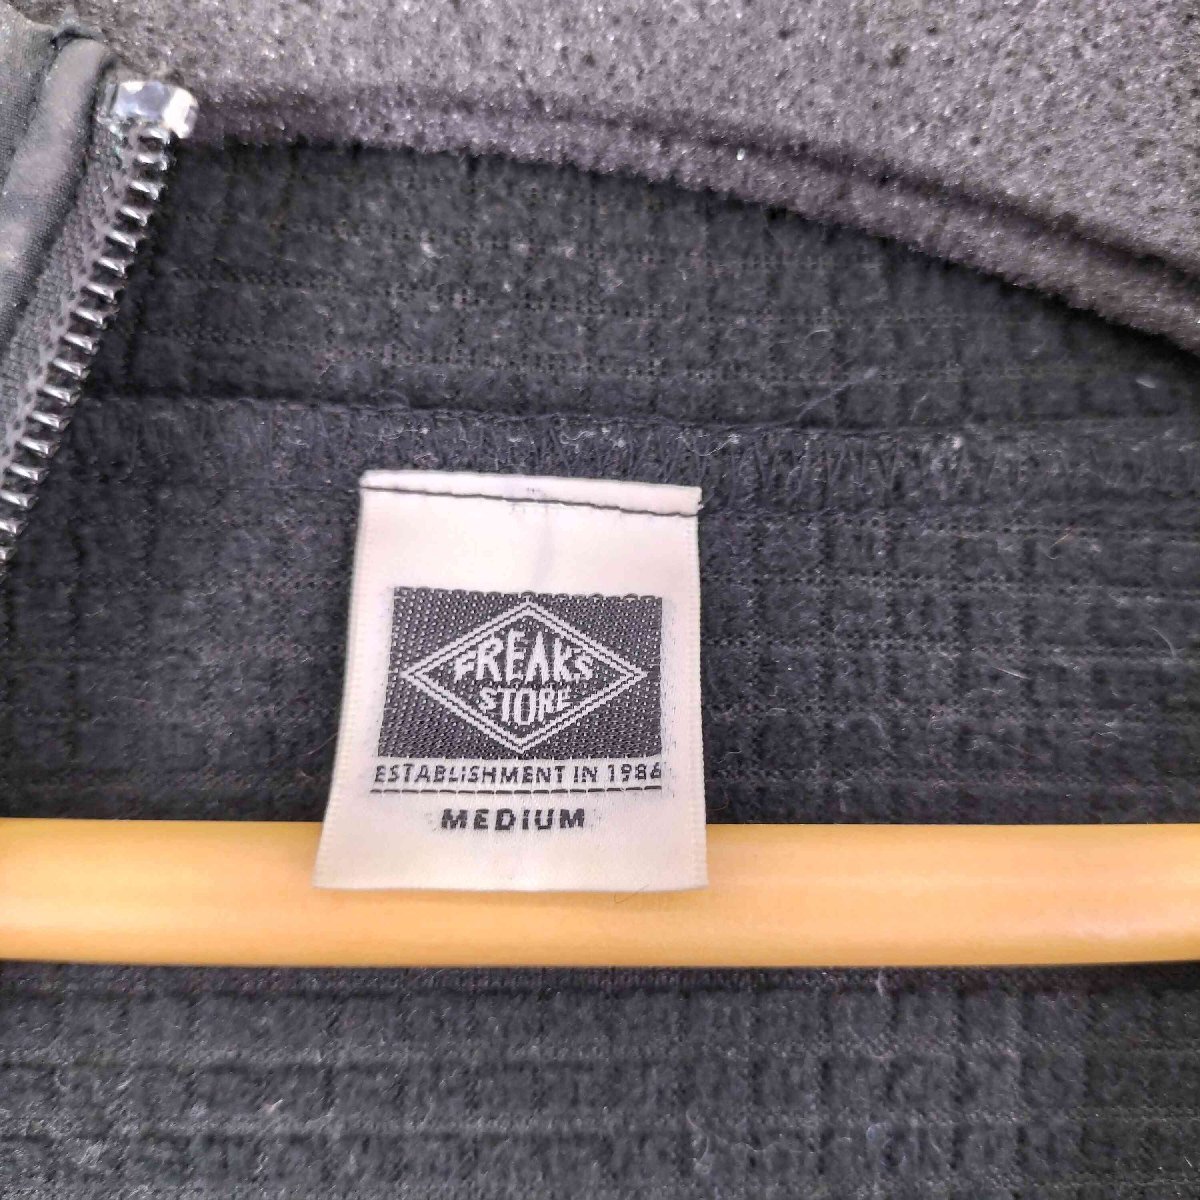 FREAKS
STORE
ESTABLISHMENT IN 1986
MEDIUM